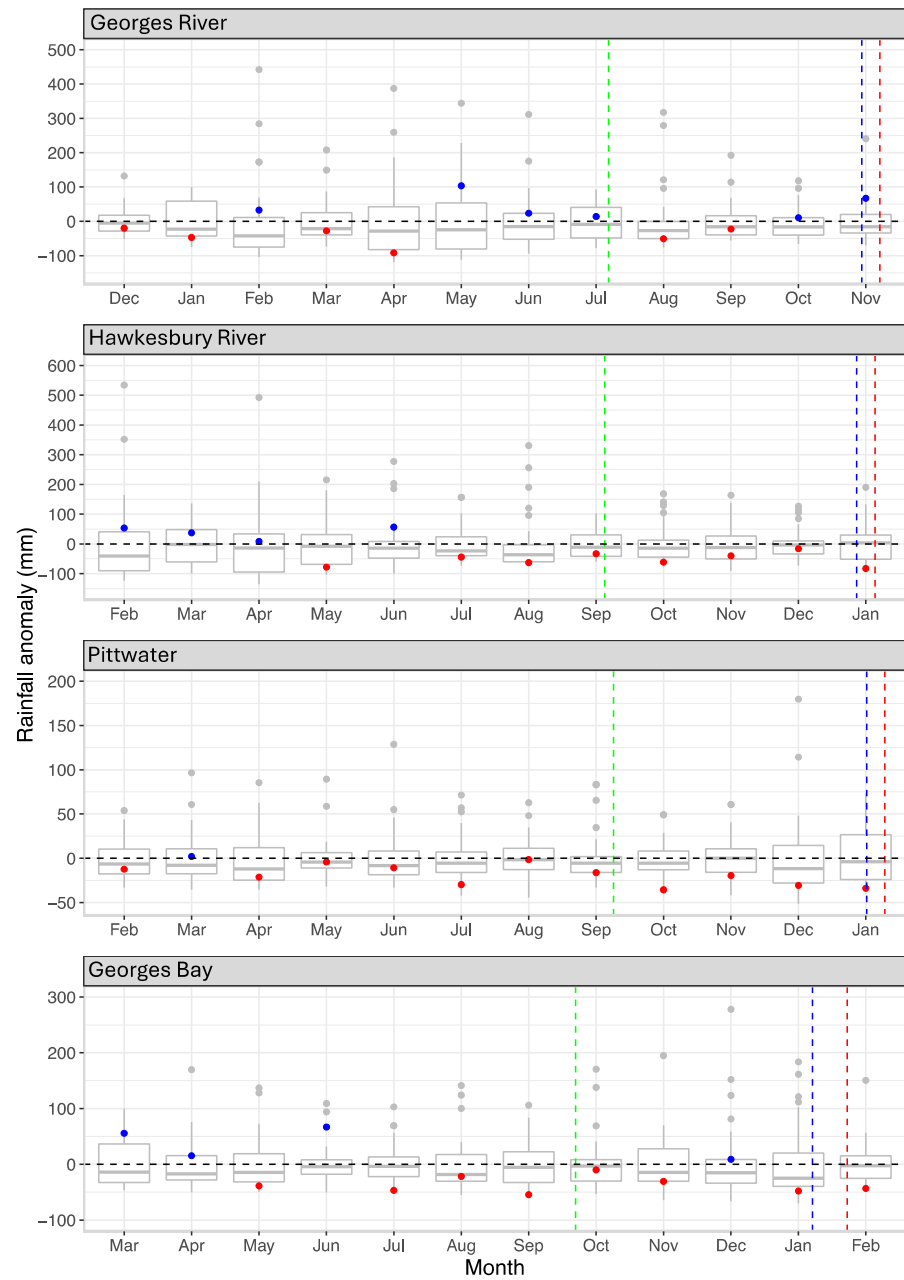 Georges River
500
400
300
200
100
0
−100
Dec Jan Feb Mar Apr May Jun Jul Aug Sep Oct Nov
Hawkesbury River
600
500
400
300
200
100
0
−100
Feb Mar Apr May Jun Jul Aug Sep Oct Nov Dec Jan
Rainfall anomaly (mm)
Pittwater
200
150
100
50
0
−50
Feb Mar Apr May Jun Jul Aug Sep Oct Nov Dec Jan
Georges Bay
300
200
100
0
−100
Mar Apr May Jun Jul Aug Sep Oct Nov Dec Jan Feb
Month